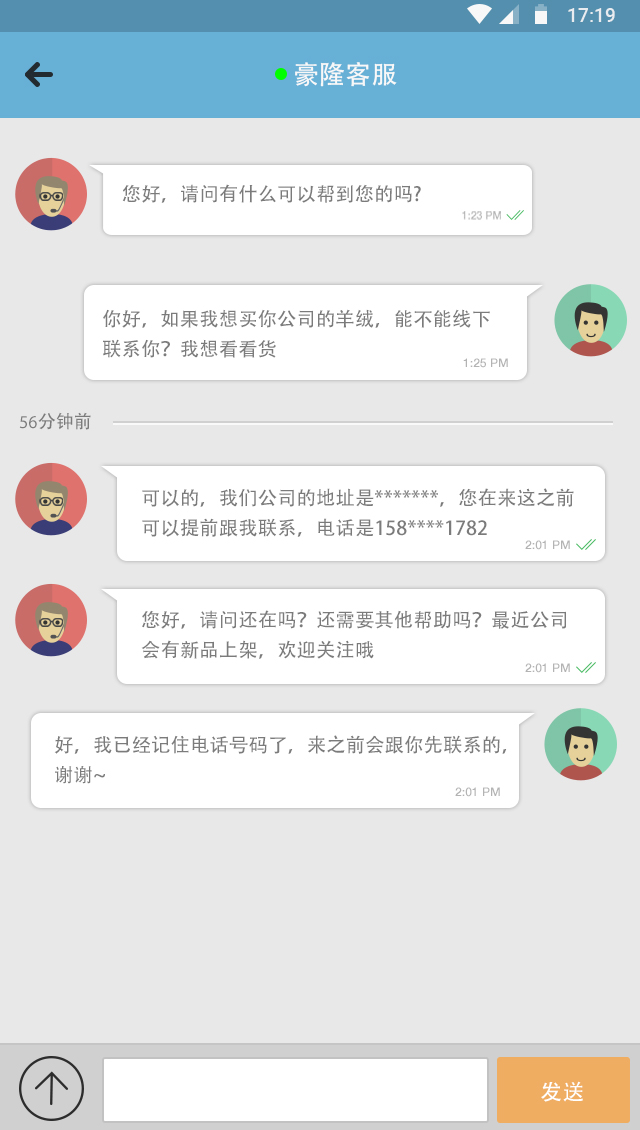 17:19
豪隆客服
您好，请问有什么可以帮到您的吗？
1:23 PM
你好，如果我想买你公司的羊绒，能不能线下
联系你？我想看看货
1:25 PM
56分钟前
可以的，我们公司的地址是*******，您在来这之前
可以提前跟我联系，电话是158****1782
2:01 PM
您好，请问还在吗？还需要其他帮助吗？最近公司
会有新品上架，欢迎关注哦
2:01 PM
好，我已经记住电话号码了，来之前会跟你先联系的,
谢谢~
2:01 PM
发送